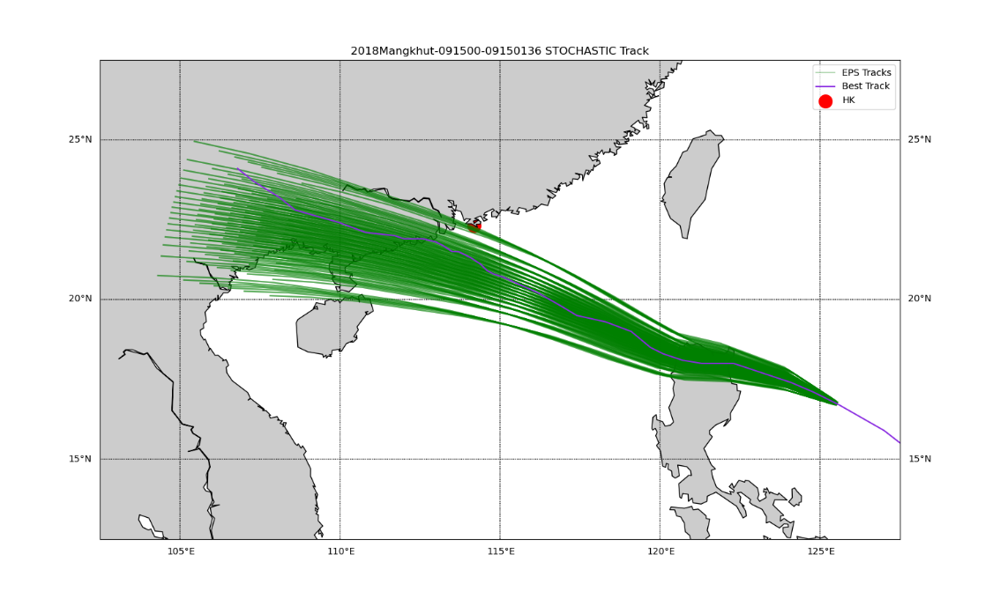 2018Mangkhut-091500-09150136 STOCHASTIC Track
EPS Tracks
Best Track
HK
25°N
25°N
20°N
20°N
15°N
15°N
105°E
110°E
115°E
120°E
125°E